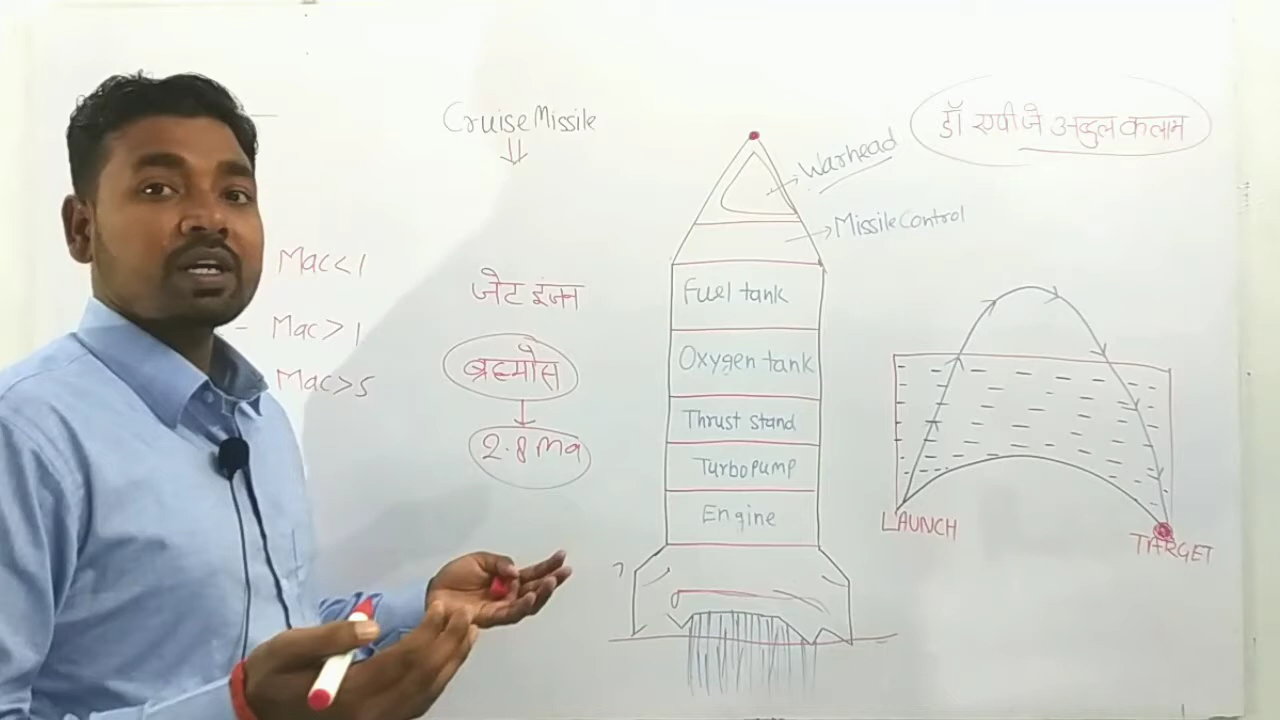 Cruise Missile
Mac<1
- Mac>1
Mac>5
जेट इंजन
ब्रह्मोस
2.8 Ma
Warhead
Missile Control
Fuel tank
Oxygen tank
Thrust stand
Turbo pump
Engine
डॉ एपीजे अब्दुल कलाम
LAUNCH
TARGET